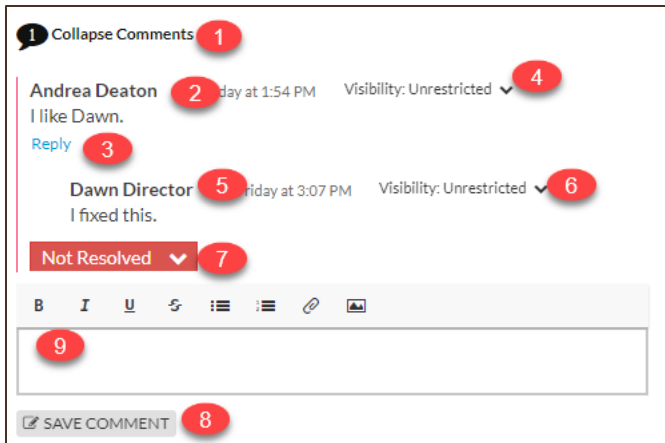 1 Collapse Comments 1
Andrea Deaton 2 day at 1:54 PM Visibility: Unrestricted 4
I like Dawn.
Reply 3
Dawn Director 5 riday at 3:07 PM Visibility: Unrestricted 6
I fixed this.
Not Resolved 7
B I U S
9
SAVE COMMENT 8